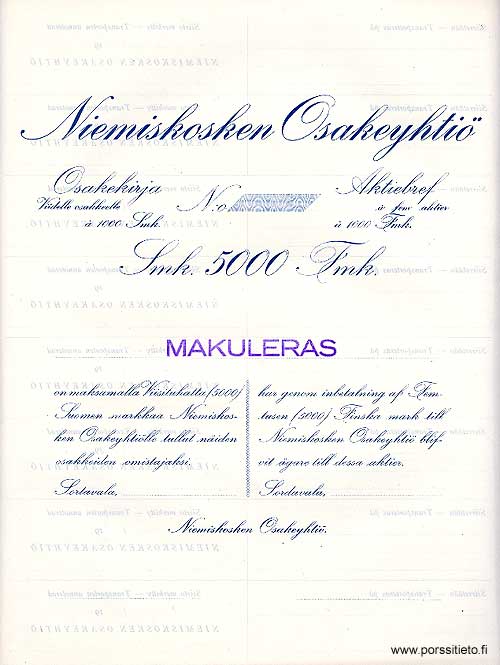 Niemiskosken Osakeyhtiö
Osakekirja No. Aktiebref
Viidelle osakkeelle à fem aktier
à 1000 Smk. à 1000 Fmk.
Smk. 5000 Fmk.
MAKULERAS
on maksamalla Viisituhatta (5000) har genom inbetalning af Fem-
Suomen markkaa Niemiskos- tusen (5000) Finska mark till
ken Osakeyhtiölle tullut näiden Niemiskosken Osakeyhtiö blif-
osakkeiden omistajaksi. vit ägare till dessa aktier.
Sortavala, Sordavala,
Niemiskosken Osakeyhtiö.
www.porssitieto.fi